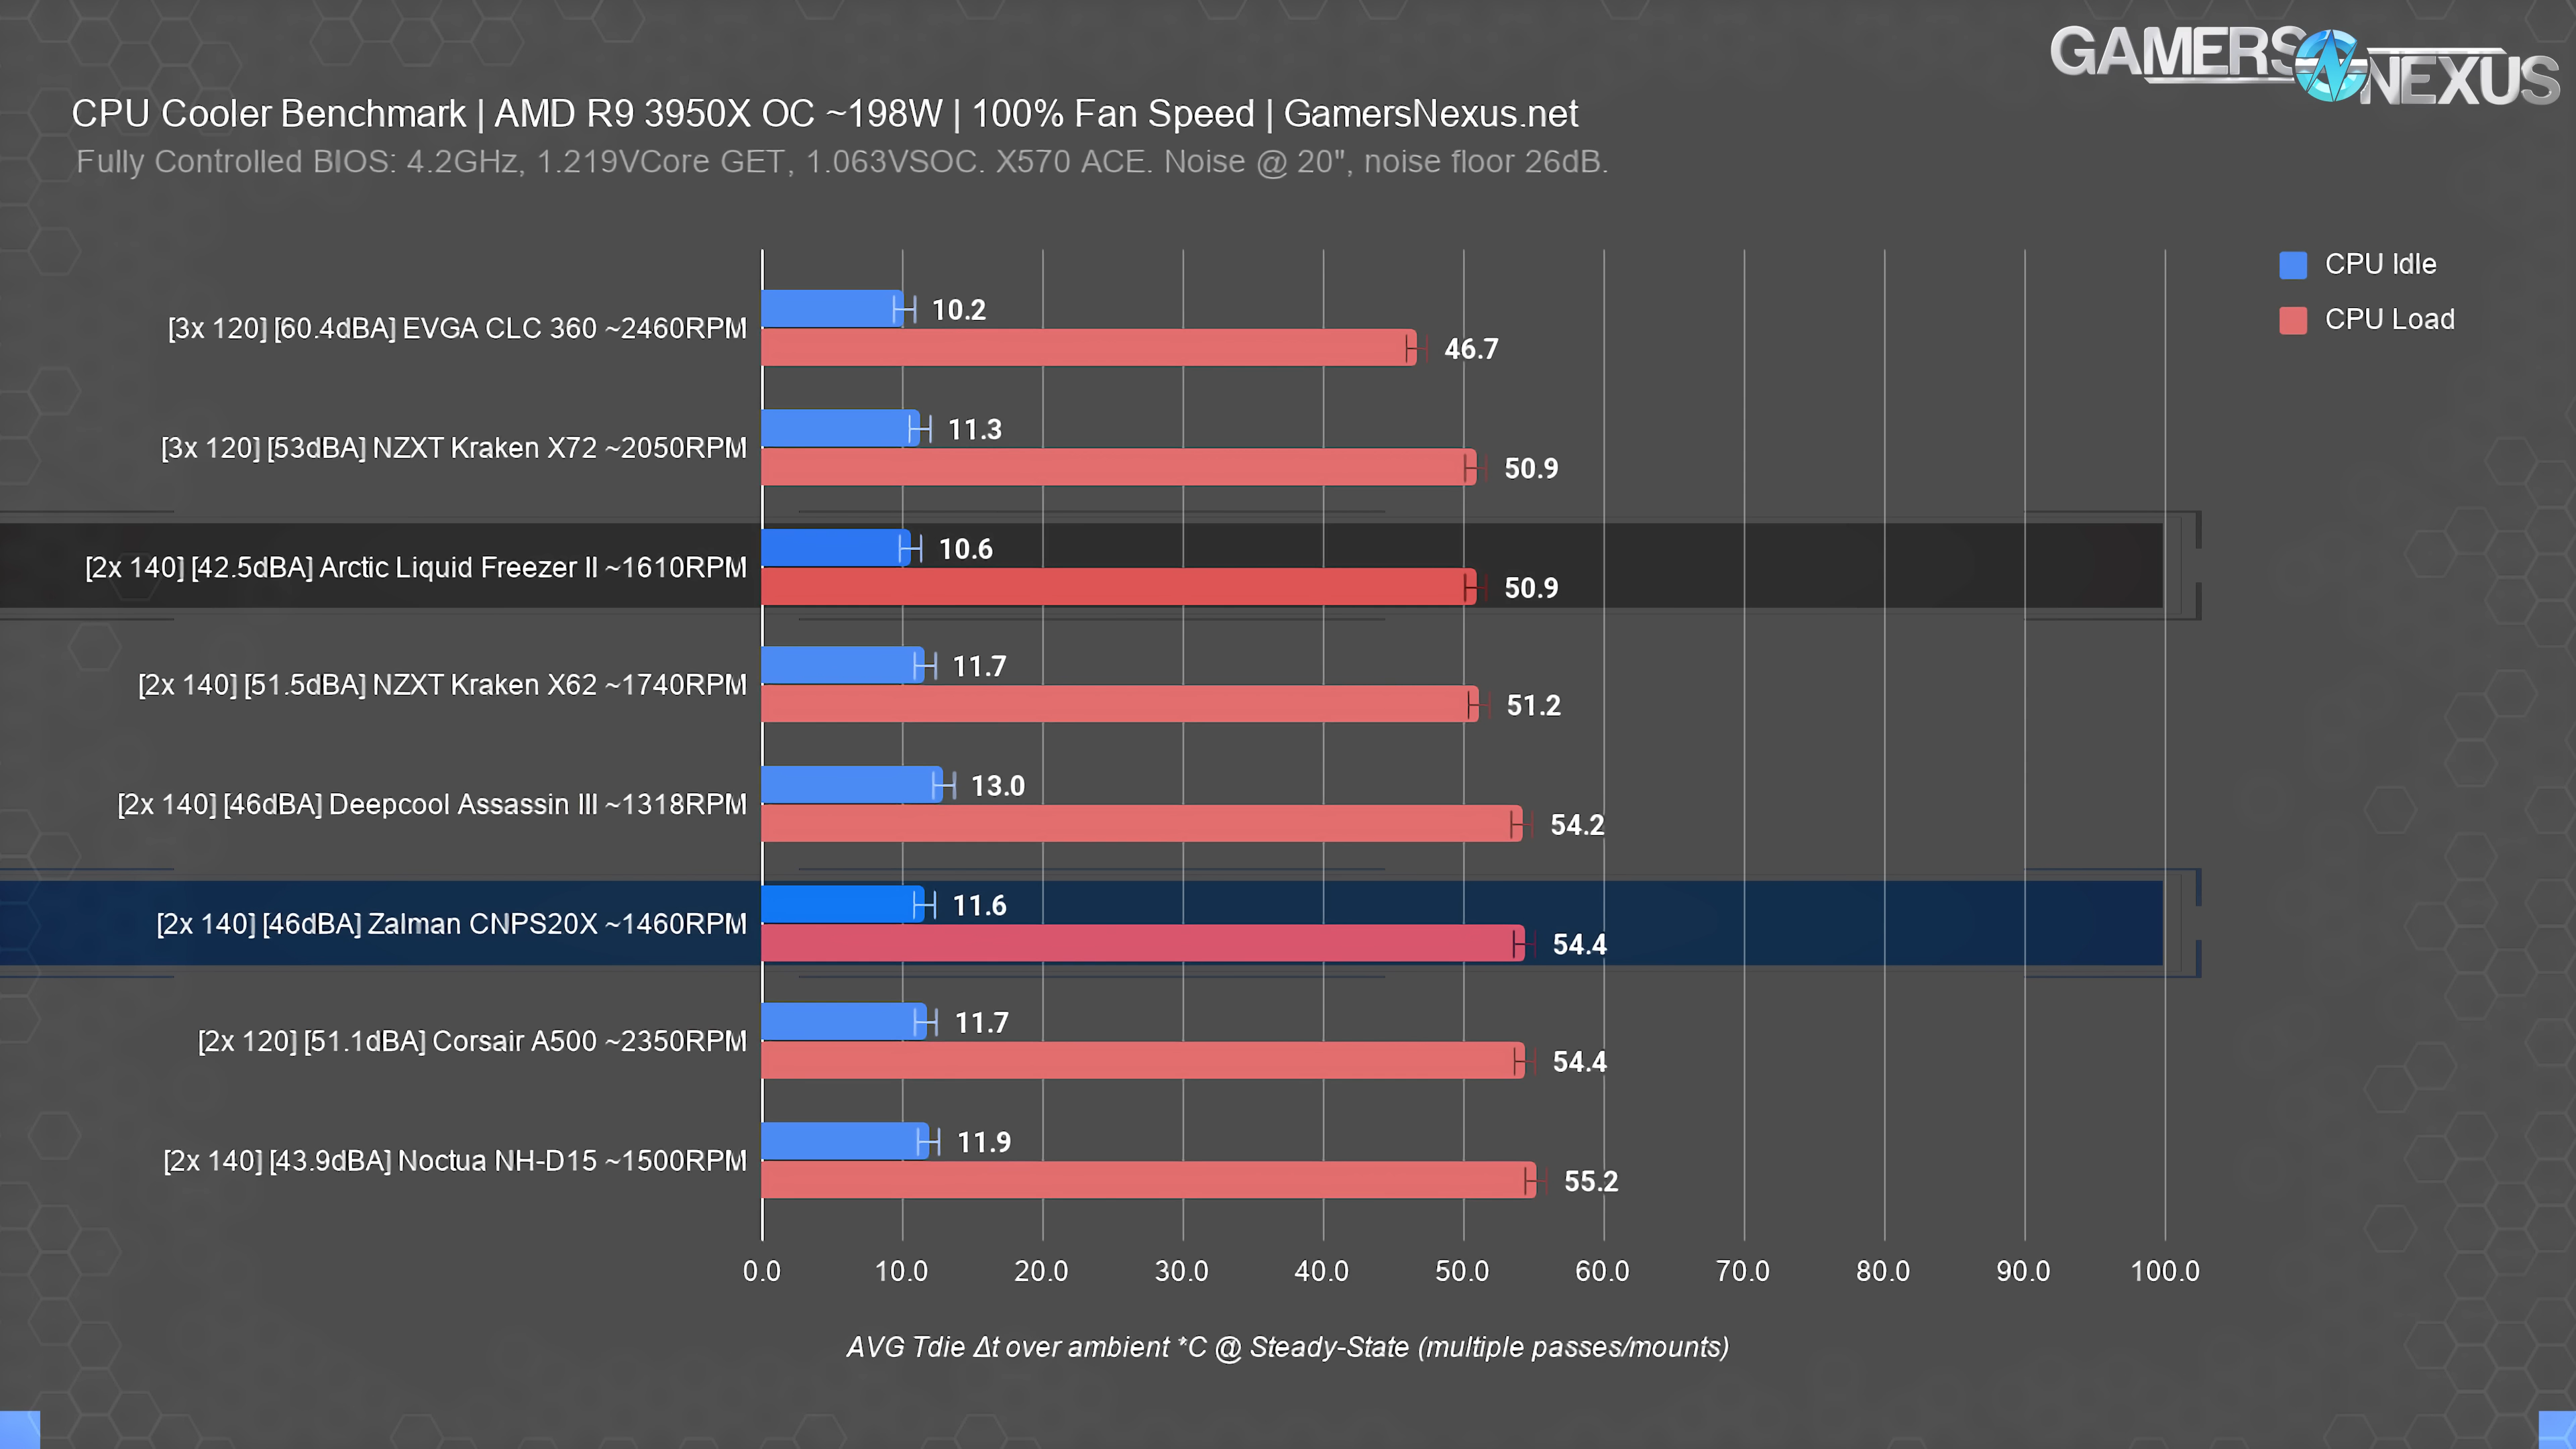 GAMERS NEXUS
CPU Cooler Benchmark | AMD R9 3950X OC ~198W | 100% Fan Speed | GamersNexus.net
Fully Controlled BIOS: 4.2GHz, 1.219VCore GET, 1.063VSOC. X570 ACE. Noise @ 20", noise floor 26dB.
CPU Idle
CPU Load
[3x 120] [60.4dBA] EVGA CLC 360 ~2460RPM
10.2
46.7
[3x 120] [53dBA] NZXT Kraken X72 ~2050RPM
11.3
50.9
[2x 140] [42.5dBA] Arctic Liquid Freezer II ~1610RPM
10.6
50.9
[2x 140] [51.5dBA] NZXT Kraken X62 ~1740RPM
11.7
51.2
[2x 140] [46dBA] Deepcool Assassin III ~1318RPM
13.0
54.2
[2x 140] [46dBA] Zalman CNPS20X ~1460RPM
11.6
54.4
[2x 120] [51.1dBA] Corsair A500 ~2350RPM
11.7
54.4
[2x 140] [43.9dBA] Noctua NH-D15 ~1500RPM
11.9
55.2
0.0 10.0 20.0 30.0 40.0 50.0 60.0 70.0 80.0 90.0 100.0
AVG Tdie Δt over ambient *C @ Steady-State (multiple passes/mounts)